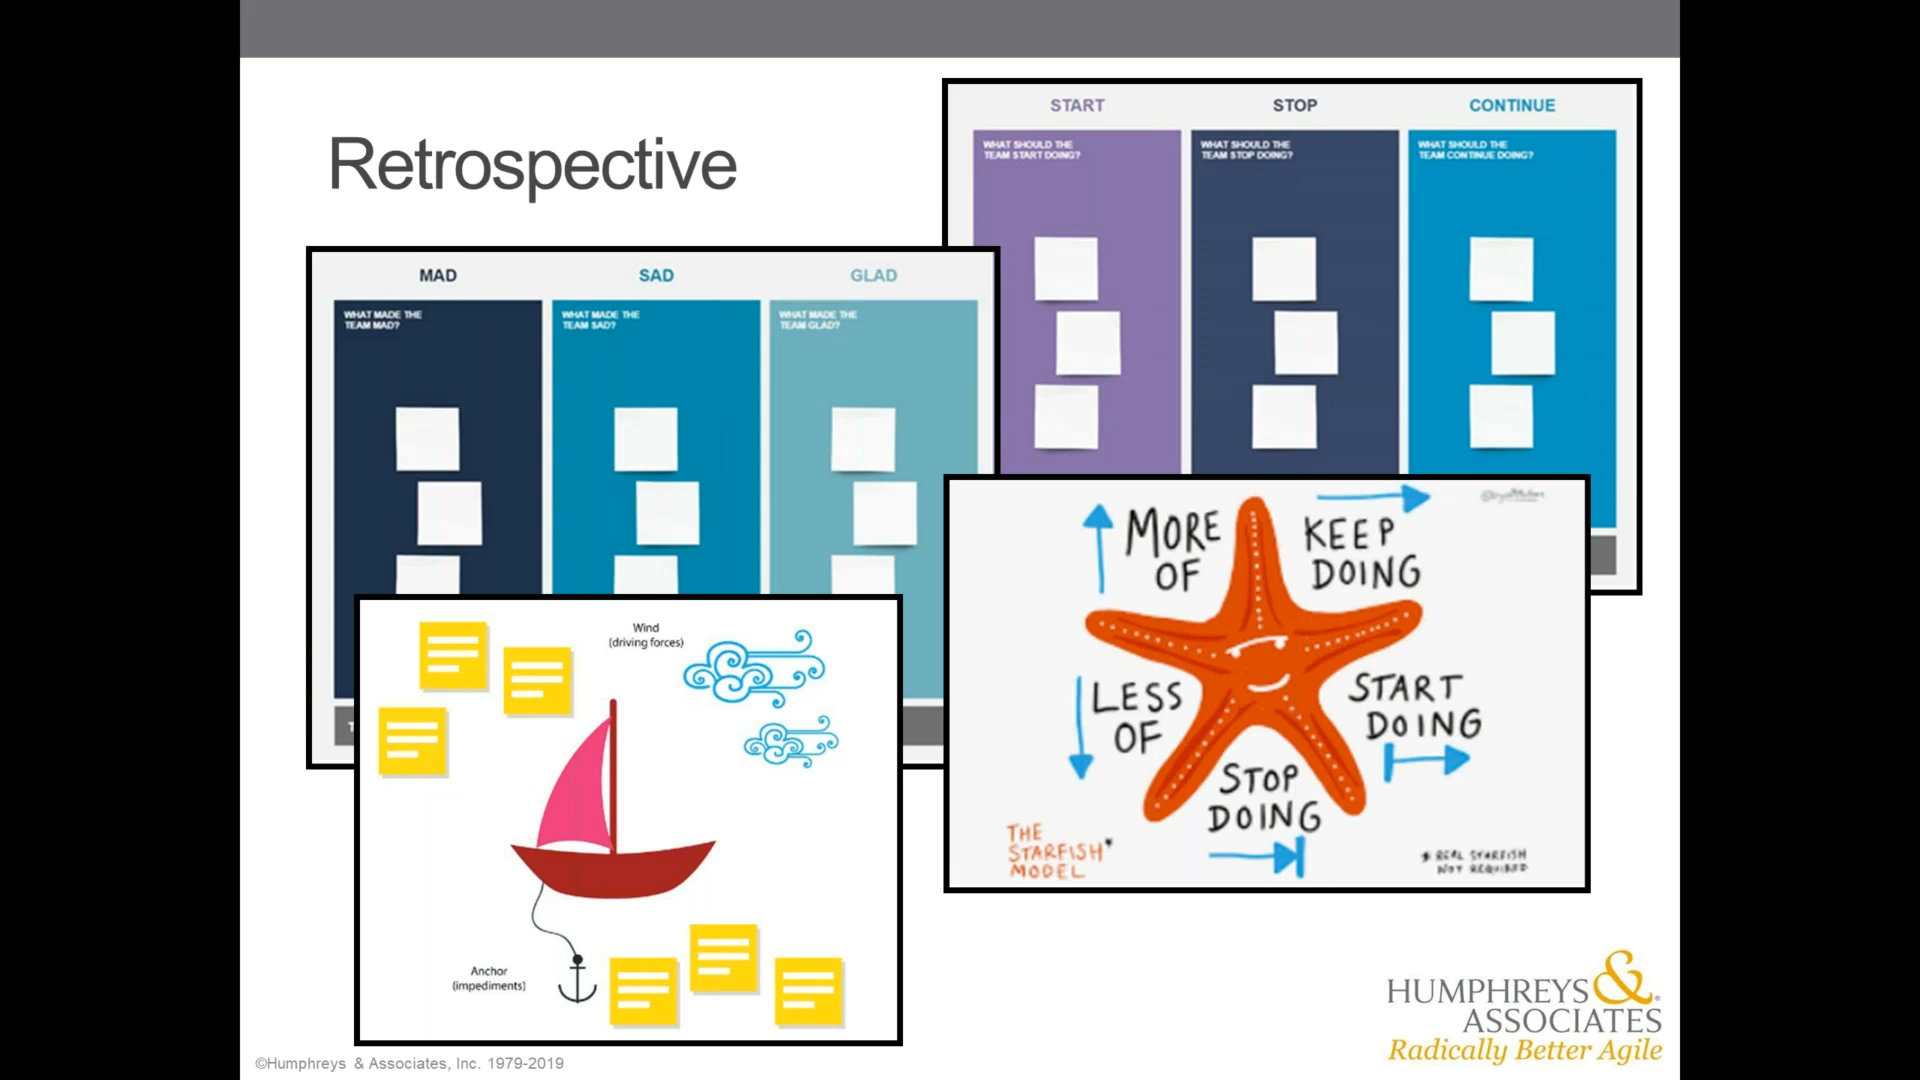 Retrospective
START
STOP
CONTINUE
WHAT SHOULD THE
TEAM START DOING?
WHAT SHOULD THE
TEAM STOP DOING?
WHAT SHOULD THE
TEAM CONTINUE DOING?
MAD
SAD
GLAD
WHAT MADE THE
TEAM MAD?
WHAT MADE THE
TEAM SAD?
WHAT MADE THE
TEAM GLAD?
MORE
OF
KEEP
DOING
LESS
OF
START
DOING
STOP
DOING
THE
STARFISH*
MODEL
* REAL STARFISH
NOT REQUIRED
Wind
(driving forces)
Anchor
(impediments)
HUMPHREYS &
ASSOCIATES
Radically Better Agile
©Humphreys & Associates, Inc. 1979-2019